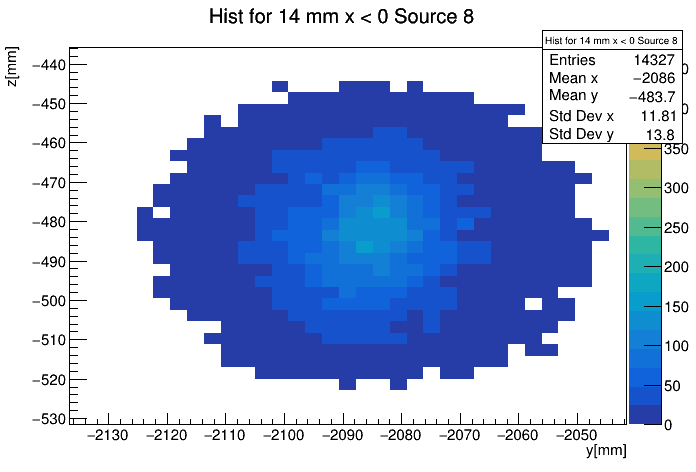 Hist for 14 mm x < 0 Source 8
Hist for 14 mm x < 0 Source 8
Entries 14327
Mean x −2086
Mean y −483.7
Std Dev x 11.81
Std Dev y 13.8
z[mm]
−440
−450
−460
−470
−480
−490
−500
−510
−520
−530
−2130 −2120 −2110 −2100 −2090 −2080 −2070 −2060 −2050
y[mm]
350
300
250
200
150
100
50
0